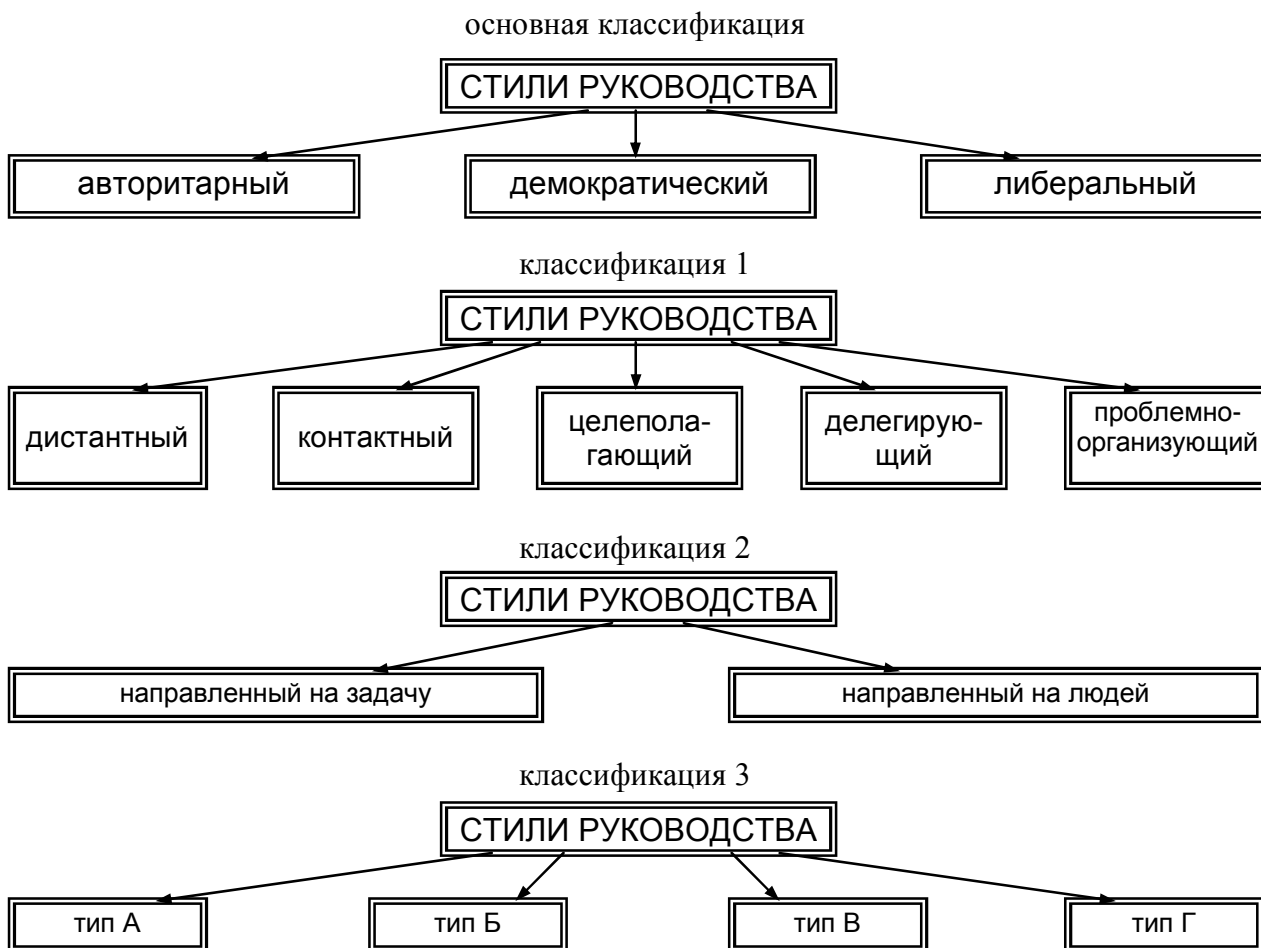 основная классификация
СТИЛИ РУКОВОДСТВА
авторитарный
демократический
либеральный
классификация 1
СТИЛИ РУКОВОДСТВА
дистантный
контактный
целепола-
гающий
делегирую-
щий
проблемно-
организующий
классификация 2
СТИЛИ РУКОВОДСТВА
направленный на задачу
направленный на людей
классификация 3
СТИЛИ РУКОВОДСТВА
тип А
тип Б
тип В
тип Г